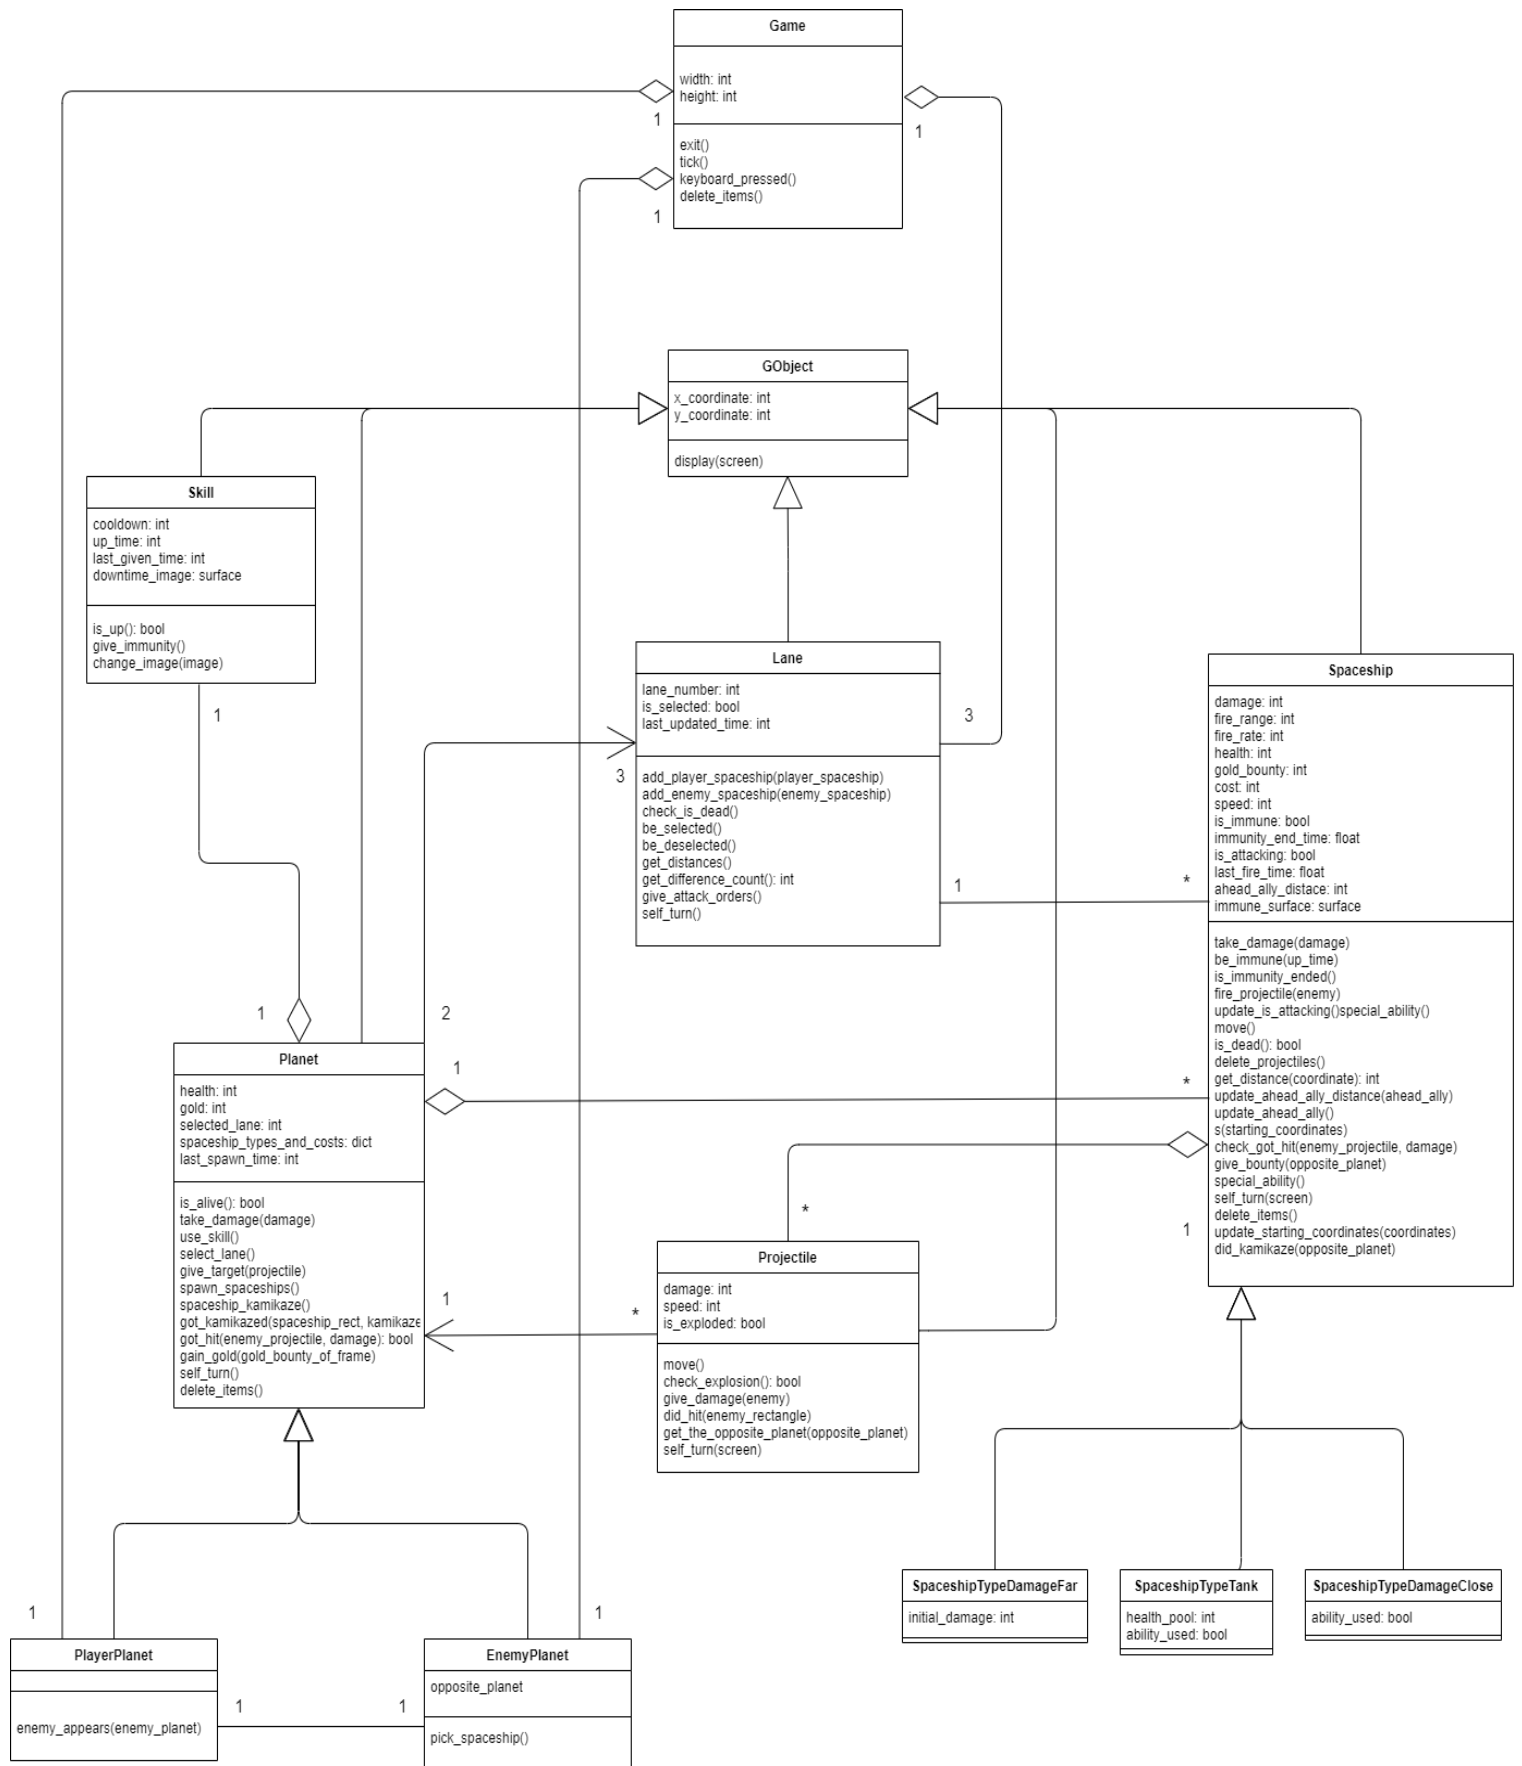 Game
width: int
height: int
1
1
exit()
tick()
keyboard_pressed()
delete_items()
1
GObject
x_coordinate: int
y_coordinate: int
display(screen)
Skill
cooldown: int
up_time: int
last_given_time: int
downtime_image: surface
is_up(): bool
give_immunity()
change_image(image)
1
Lane
lane_number: int
is_selected: bool
last_updated_time: int
3
3
add_player_spaceship(player_spaceship)
add_enemy_spaceship(enemy_spaceship)
check_is_dead()
be_selected()
be_deselected()
get_distances()
get_difference_count(): int
give_attack_orders()
self_turn()
1
*
Spaceship
damage: int
fire_range: int
fire_rate: int
health: int
gold_bounty: int
cost: int
speed: int
is_immune: bool
immunity_end_time: float
is_attacking: bool
last_fire_time: float
ahead_ally_distace: int
immune_surface: surface
take_damage(damage)
be_immune(up_time)
is_immunity_ended()
fire_projectile(enemy)
update_is_attacking()special_ability()
move()
is_dead(): bool
delete_projectiles()
get_distance(coordinate): int
update_ahead_ally_distance(ahead_ally)
update_ahead_ally()
s(starting_coordinates)
check_got_hit(enemy_projectile, damage)
give_bounty(opposite_planet)
special_ability()
self_turn(screen)
delete_items()
update_starting_coordinates(coordinates)
did_kamikaze(opposite_planet)
1
2
1
*
Planet
health: int
gold: int
selected_lane: int
spaceship_types_and_costs: dict
last_spawn_time: int
is_alive(): bool
take_damage(damage)
use_skill()
select_lane()
give_target(projectile)
spawn_spaceships()
spaceship_kamikaze()
got_kamikazed(spaceship_rect, kamikaze
got_hit(enemy_projectile, damage): bool
gain_gold(gold_bounty_of_frame)
self_turn()
delete_items()
*
1
1
*
Projectile
damage: int
speed: int
is_exploded: bool
move()
check_explosion(): bool
give_damage(enemy)
did_hit(enemy_rectangle)
get_the_opposite_planet(opposite_planet)
self_turn(screen)
SpaceshipTypeDamageFar
initial_damage: int
SpaceshipTypeTank
health_pool: int
ability_used: bool
SpaceshipTypeDamageClose
ability_used: bool
1
1
PlayerPlanet
enemy_appears(enemy_planet)
1
1
EnemyPlanet
opposite_planet
pick_spaceship()